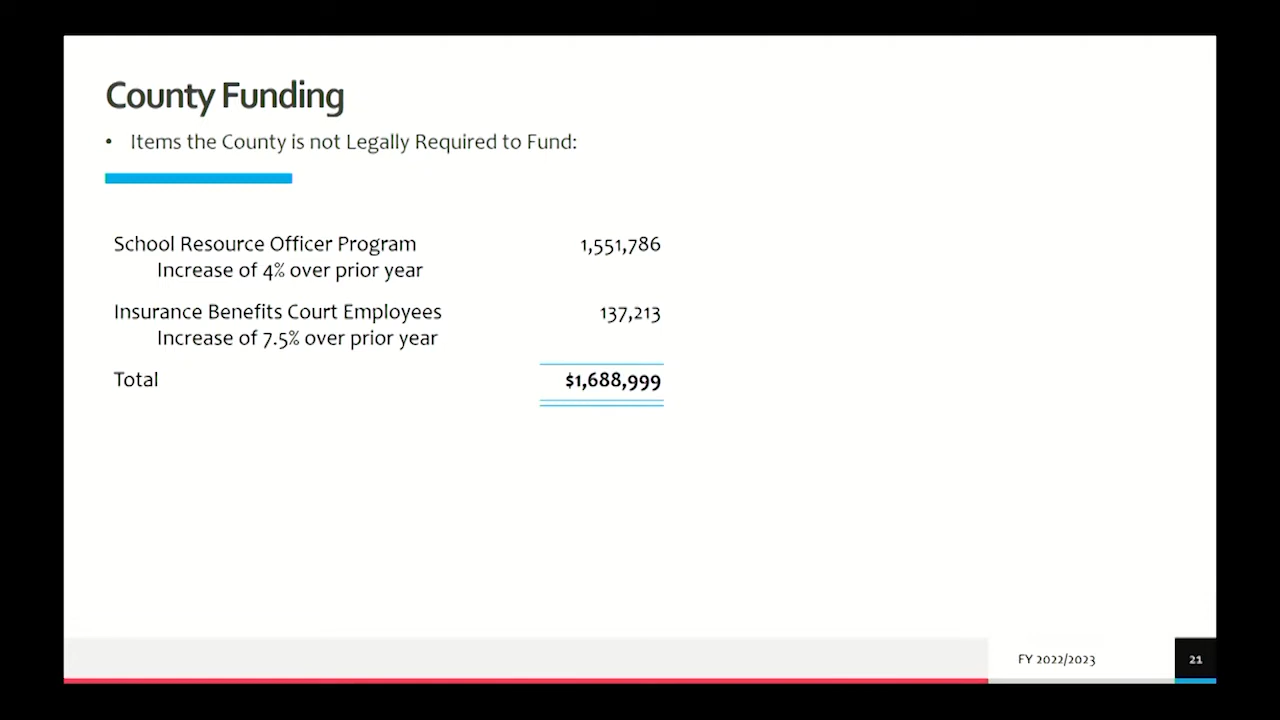 County Funding
• Items the County is not Legally Required to Fund:
School Resource Officer Program 1,551,786
Increase of 4% over prior year
Insurance Benefits Court Employees 137,213
Increase of 7.5% over prior year
Total $1,688,999
FY 2022/2023 21